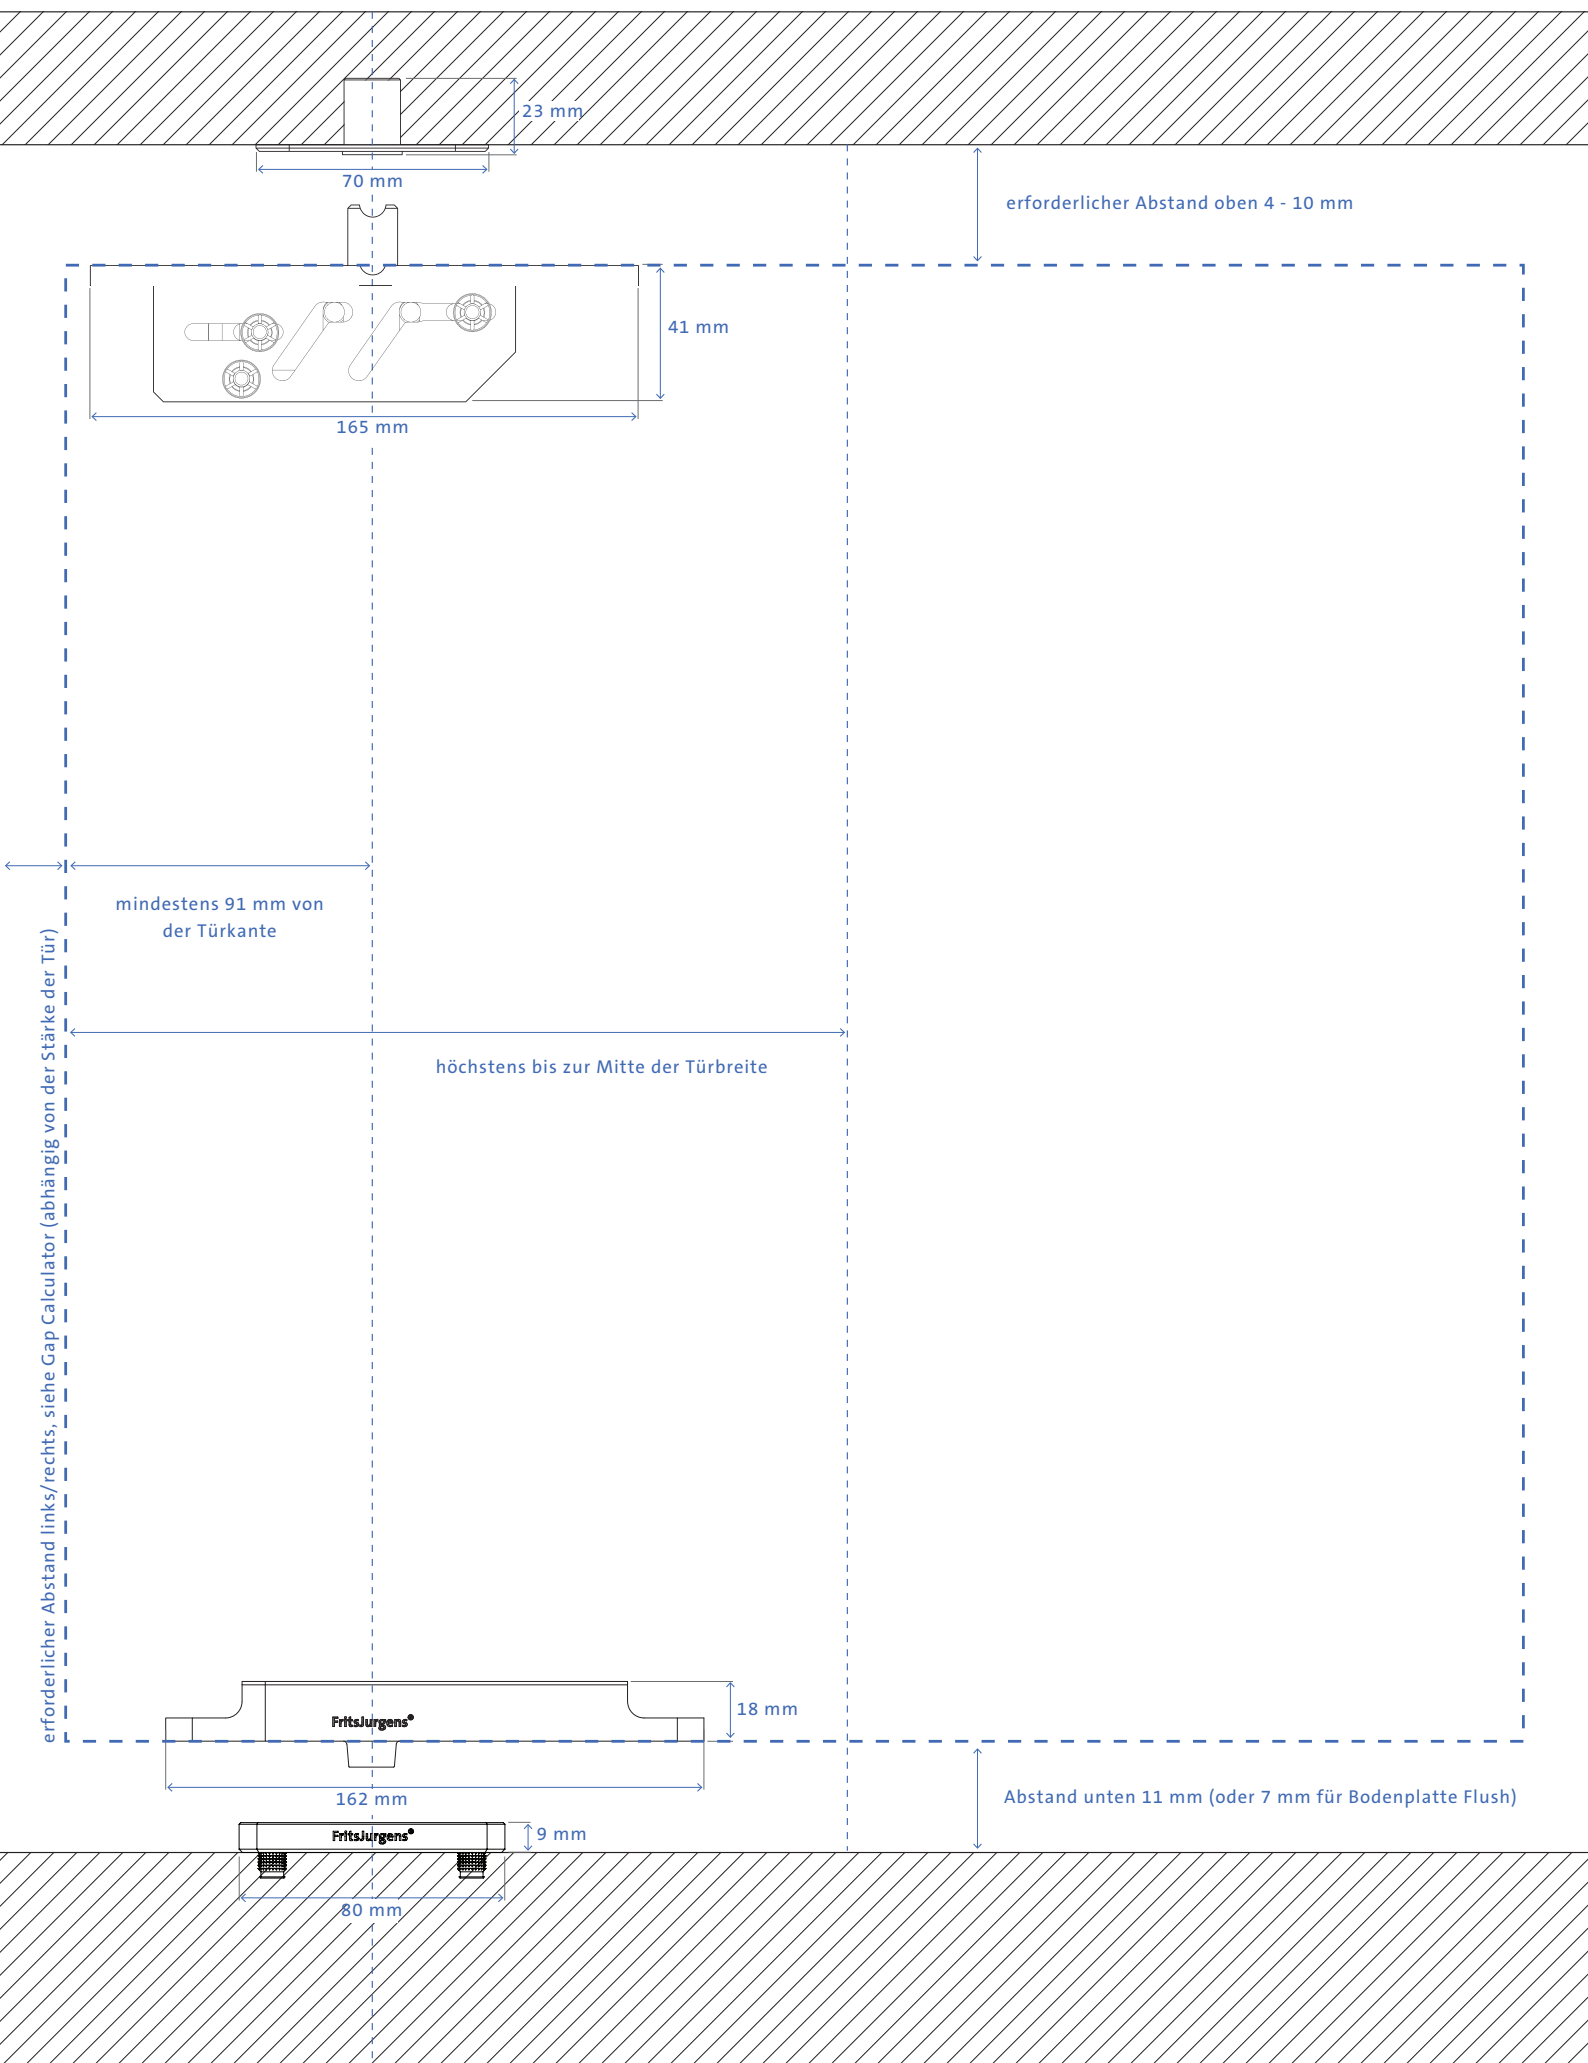 23 mm
70 mm
erforderlicher Abstand oben 4 - 10 mm
41 mm
165 mm
mindestens 91 mm von
der Türkante
höchstens bis zur Mitte der Türbreite
erforderlicher Abstand links/rechts, siehe Gap Calculator (abhängig von der Stärke der Tür)
18 mm
FritsJurgens®
162 mm
Abstand unten 11 mm (oder 7 mm für Bodenplatte Flush)
FritsJurgens®
9 mm
80 mm